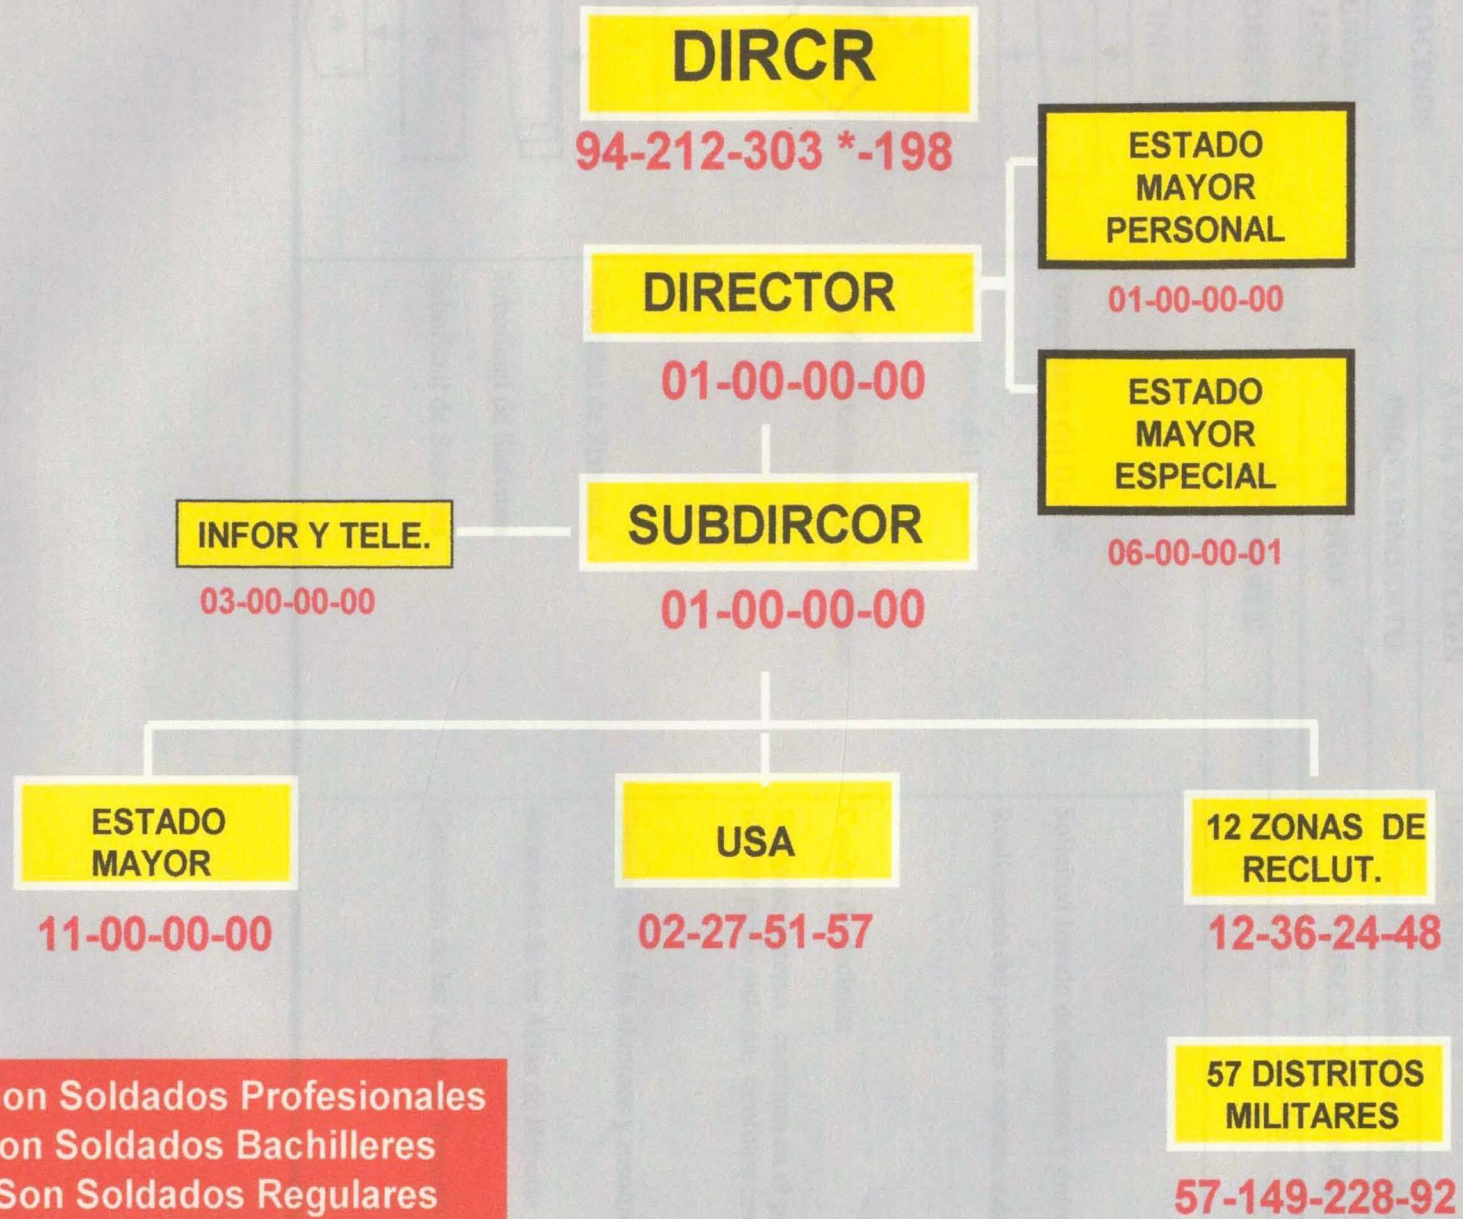 DIRCR
94-212-303 *-198
ESTADO
MAYOR
PERSONAL
01-00-00-00
DIRECTOR
01-00-00-00
ESTADO
MAYOR
ESPECIAL
06-00-00-01
INFOR Y TELE.
03-00-00-00
SUBDIRCOR
01-00-00-00
ESTADO
MAYOR
11-00-00-00
USA
02-27-51-57
12 ZONAS DE
RECLUT.
12-36-24-48
57 DISTRITOS
MILITARES
57-149-228-92
on Soldados Profesionales
on Soldados Bachilleres
Son Soldados Regulares